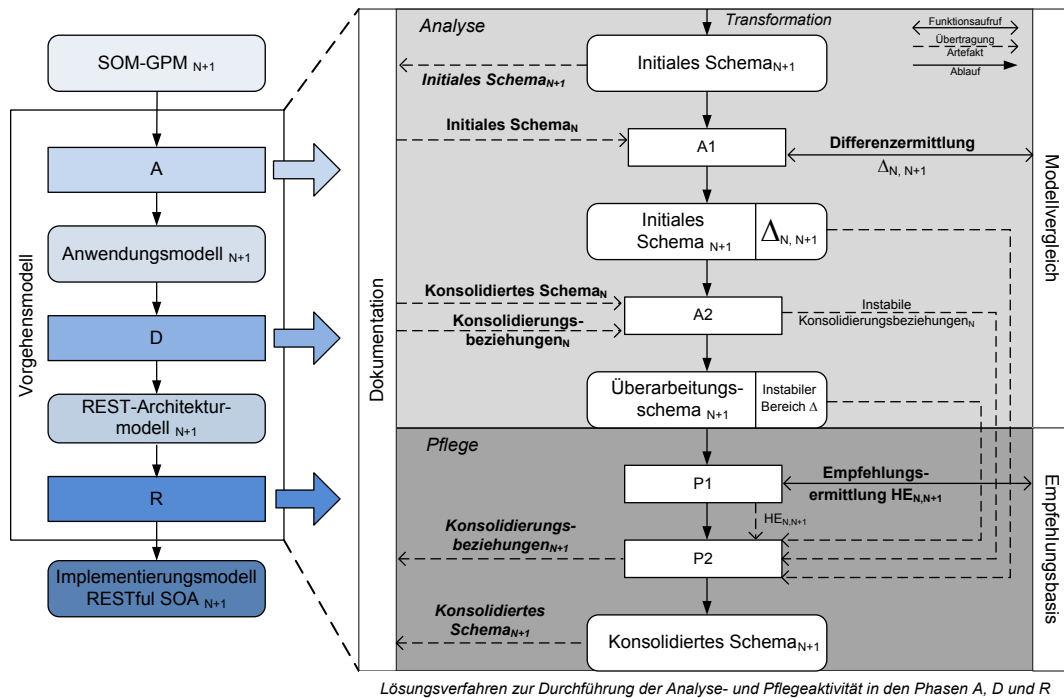 SOM-GPM N+1
Vorgehensmodell
A
Anwendungsmodell N+1
D
REST-Architektur-
modell N+1
R
Implementierungsmodell
RESTful SOA N+1
Dokumentation
Analyse
Transformation
Funktionsaufruf
Übertragung
Artefakt
Ablauf
Initiales Schema N+1
Initiales Schema N+1
Initiales Schema N
A1
Differenzermittlung
Δ N, N+1
Initiales
Schema N+1
Δ N, N+1
Konsolidiertes Schema N
Konsolidierungs-
beziehungen N
A2
Instabile
Konsolidierungsbeziehungen N
Überarbeitungs-
schema N+1
Instabiler
Bereich Δ
Modellvergleich
Pflege
P1
Empfehlungs-
ermittlung HE N,N+1
HE N,N+1
Konsolidierungs-
beziehungen N+1
P2
Konsolidiertes
Schema N+1
Konsolidiertes Schema N+1
Empfehlungsbasis
Lösungsverfahren zur Durchführung der Analyse- und Pflegeaktivität in den Phasen A, D und R